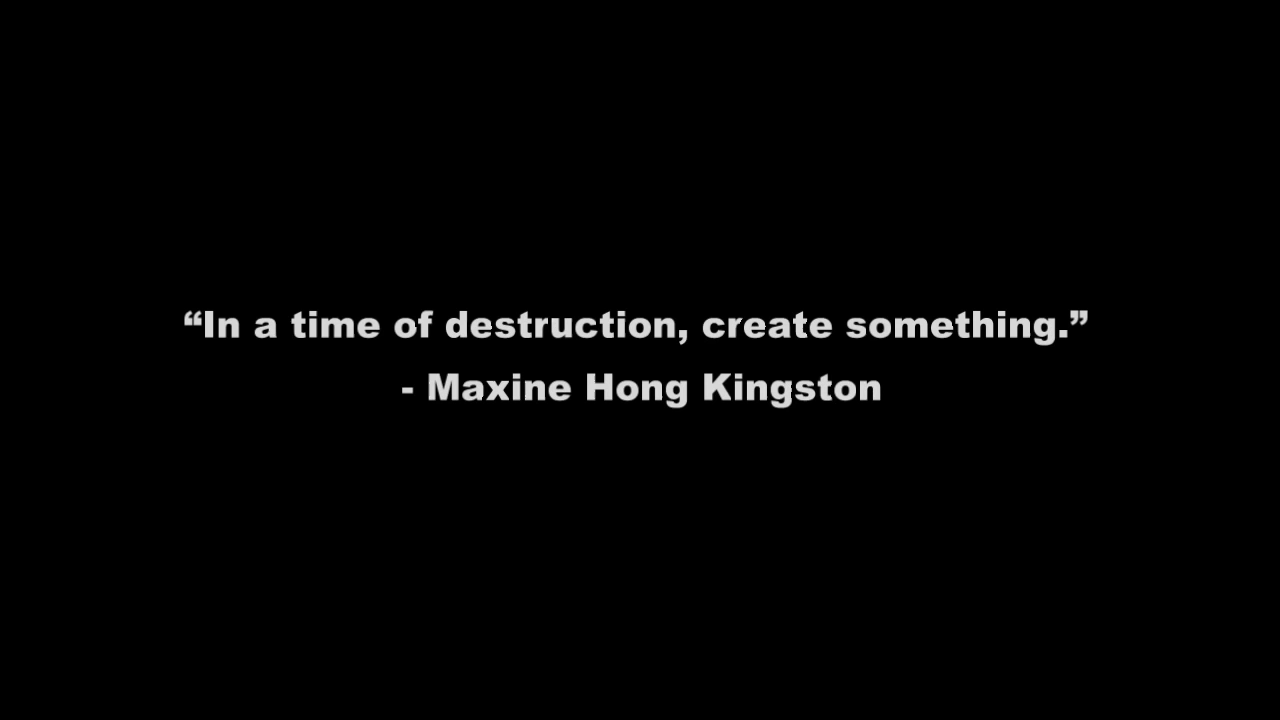 “In a time of destruction, create something.”
- Maxine Hong Kingston